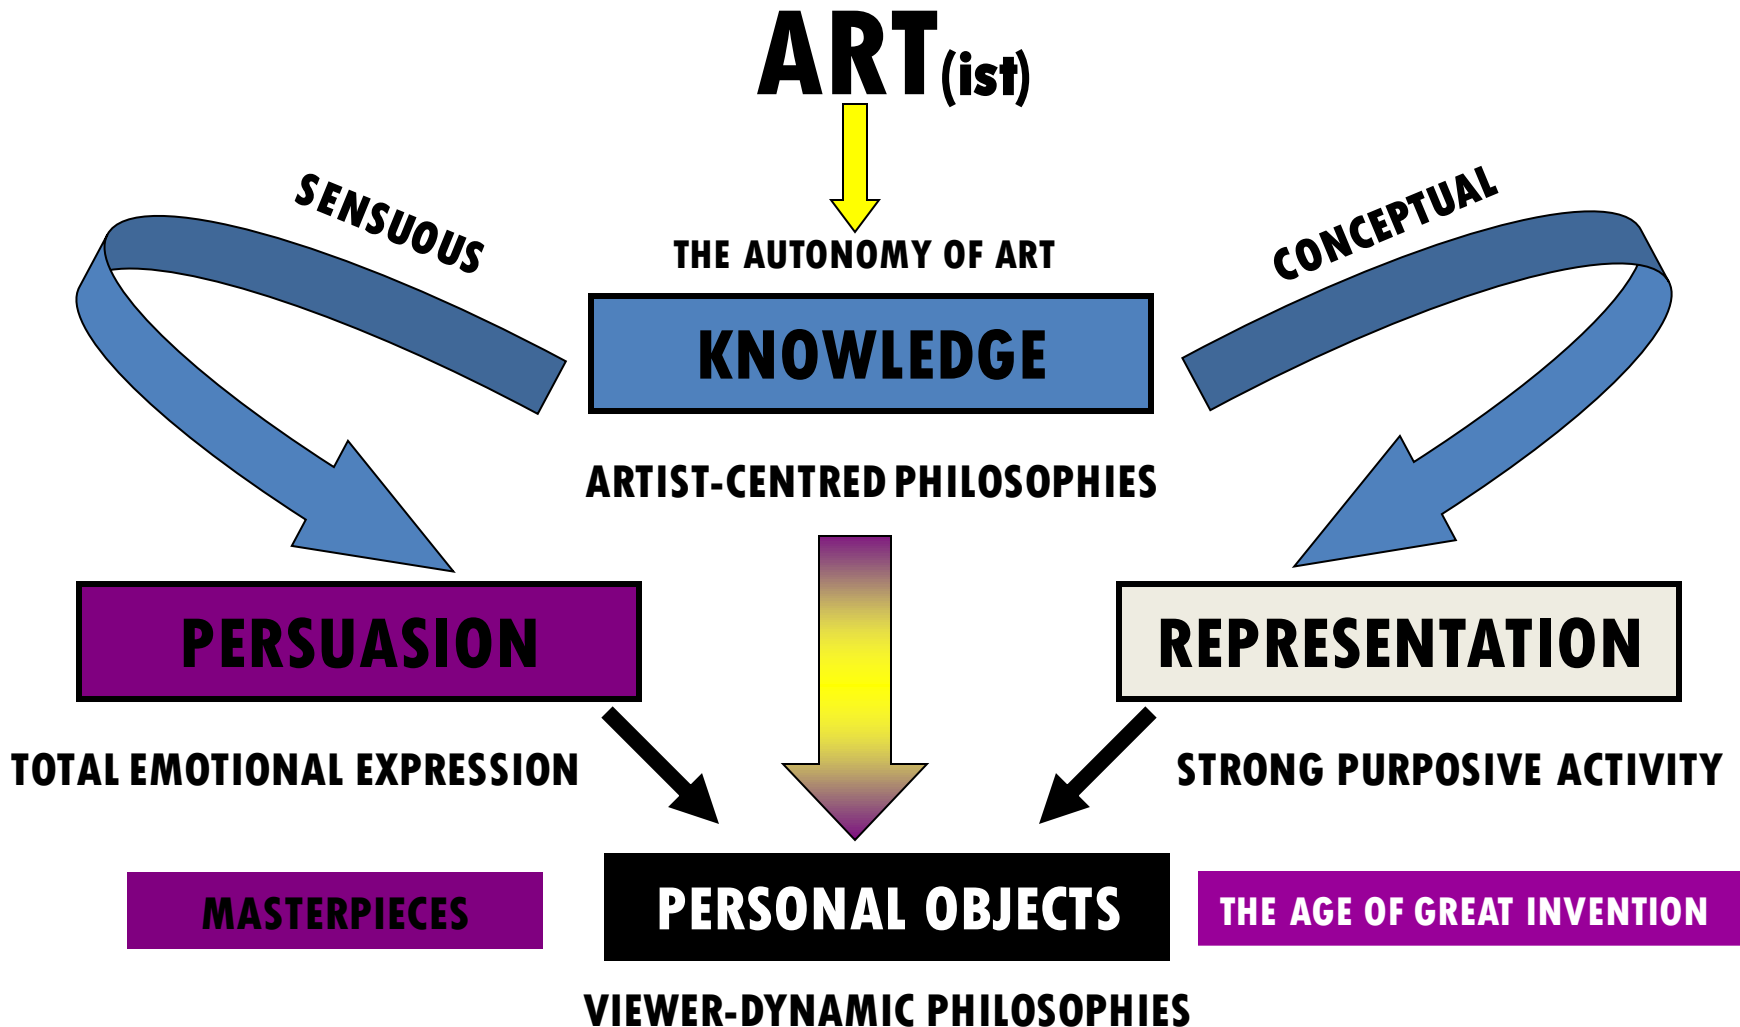 ART(ist)
SENSUOUS
CONCEPTUAL
THE AUTONOMY OF ART
KNOWLEDGE
ARTIST-CENTRED PHILOSOPHIES
PERSUASION
REPRESENTATION
TOTAL EMOTIONAL EXPRESSION
STRONG PURPOSIVE ACTIVITY
MASTERPIECES
PERSONAL OBJECTS
THE AGE OF GREAT INVENTION
VIEWER-DYNAMIC PHILOSOPHIES